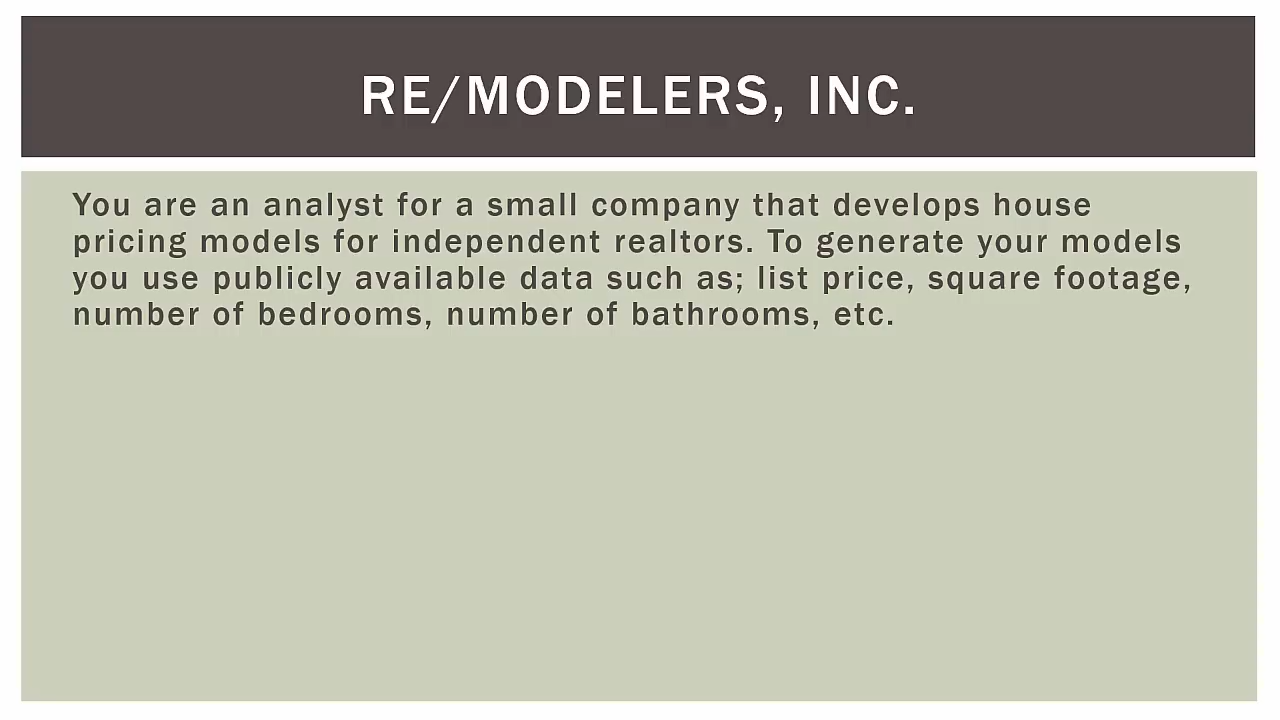 RE/MODELERS, INC.
You are an analyst for a small company that develops house
pricing models for independent realtors. To generate your models
you use publicly available data such as; list price, square footage,
number of bedrooms, number of bathrooms, etc.